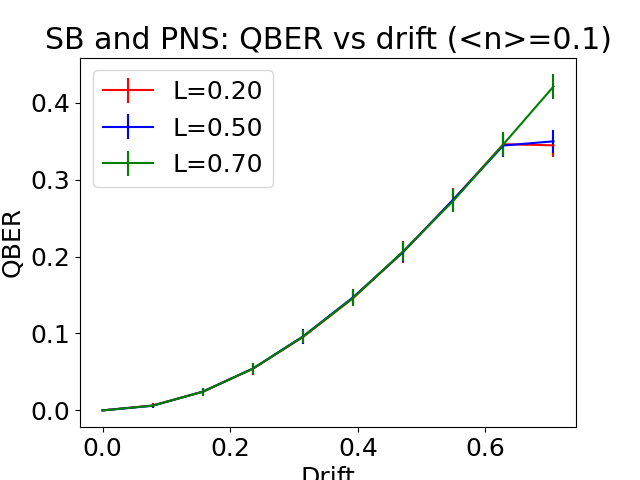 SB and PNS: QBER vs drift (<n>=0.1)
L=0.20
L=0.50
L=0.70
QBER
0.4
0.3
0.2
0.1
0.0
0.0 0.2 0.4 0.6
Drift